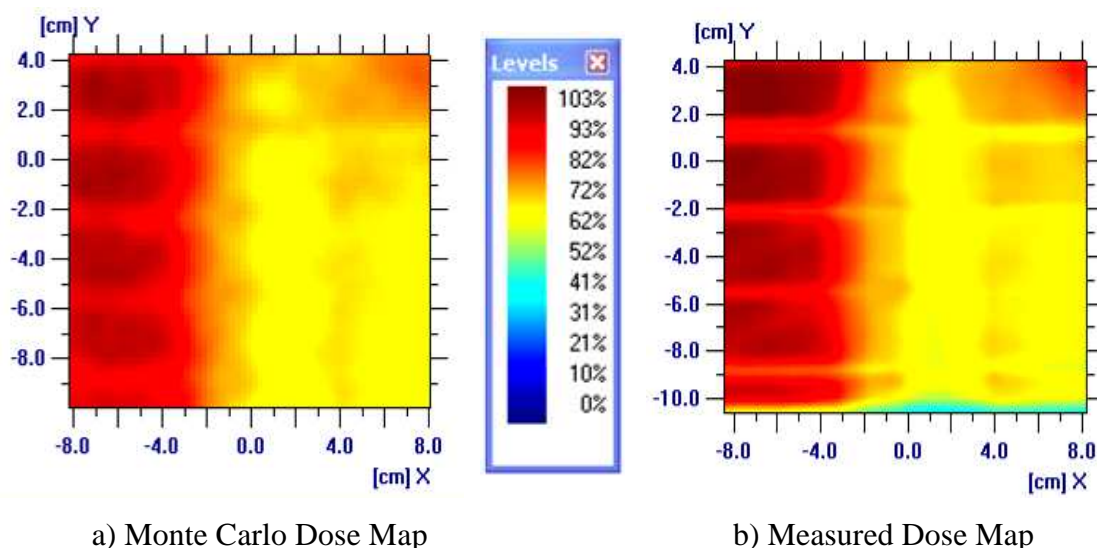 [cm] Y
4.0
2.0
0.0
-2.0
-4.0
-6.0
-8.0
-8.0 -4.0 0.0 4.0 8.0
[cm] X
Levels
103%
93%
82%
72%
62%
52%
41%
31%
21%
10%
0%
[cm] Y
4.0
2.0
0.0
-2.0
-4.0
-6.0
-8.0
-10.0
-8.0 -4.0 0.0 4.0 8.0
[cm] X
a) Monte Carlo Dose Map
b) Measured Dose Map